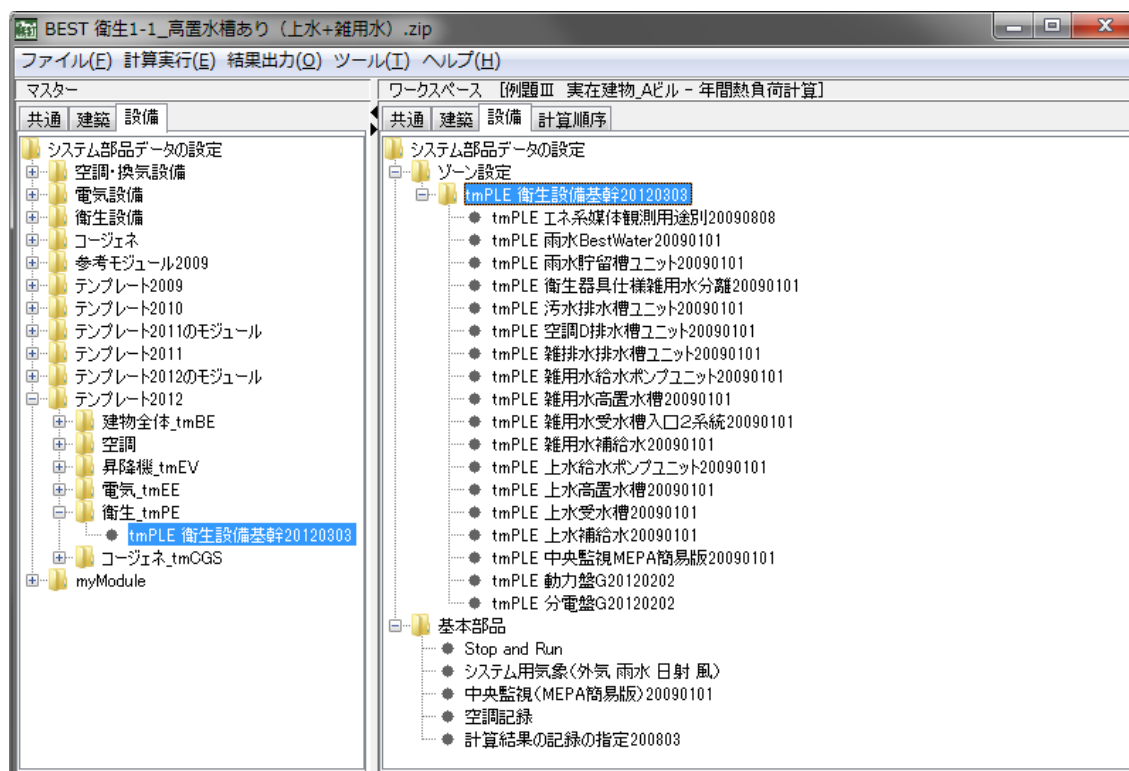 BEST 衛生1-1_高置水槽あり（上水+雑用水）.zip
ファイル(F) 計算実行(E) 結果出力(O) ツール(T) ヘルプ(H)
マスター
共通 建築 設備
システム部品データの設定
空調・換気設備
電気設備
衛生設備
コージェネ
参考モジュール2009
テンプレート2009
テンプレート2010
テンプレート2011のモジュール
テンプレート2011
テンプレート2012のモジュール
テンプレート2012
建物全体_tmBE
空調
昇降機_tmEV
電気_tmEE
衛生_tmPE
tmPLE 衛生設備基幹20120303
コージェネ_tmCGS
myModule
ワークスペース [例題Ⅲ 実在建物_Aビル - 年間熱負荷計算]
共通 建築 設備 計算順序
システム部品データの設定
ゾーン設定
tmPLE 衛生設備基幹20120303
tmPLE エネ系媒体観測用途別20090808
tmPLE 雨水BestWater20090101
tmPLE 雨水貯留槽ユニット20090101
tmPLE 衛生器具仕様雑用水分離20090101
tmPLE 汚水排水槽ユニット20090101
tmPLE 空調D排水槽ユニット20090101
tmPLE 雑排水排水槽ユニット20090101
tmPLE 雑用水給水ポンプユニット20090101
tmPLE 雑用水高置水槽20090101
tmPLE 雑用水受水槽入口2系統20090101
tmPLE 雑用水補給水20090101
tmPLE 上水給水ポンプユニット20090101
tmPLE 上水高置水槽20090101
tmPLE 上水受水槽20090101
tmPLE 上水補給水20090101
tmPLE 中央監視MEPA簡易版20090101
tmPLE 動力盤G20120202
tmPLE 分電盤G20120202
基本部品
Stop and Run
システム用気象(外気 雨水 日射 風)
中央監視(MEPA簡易版)20090101
空調記録
計算結果の記録の指定200803